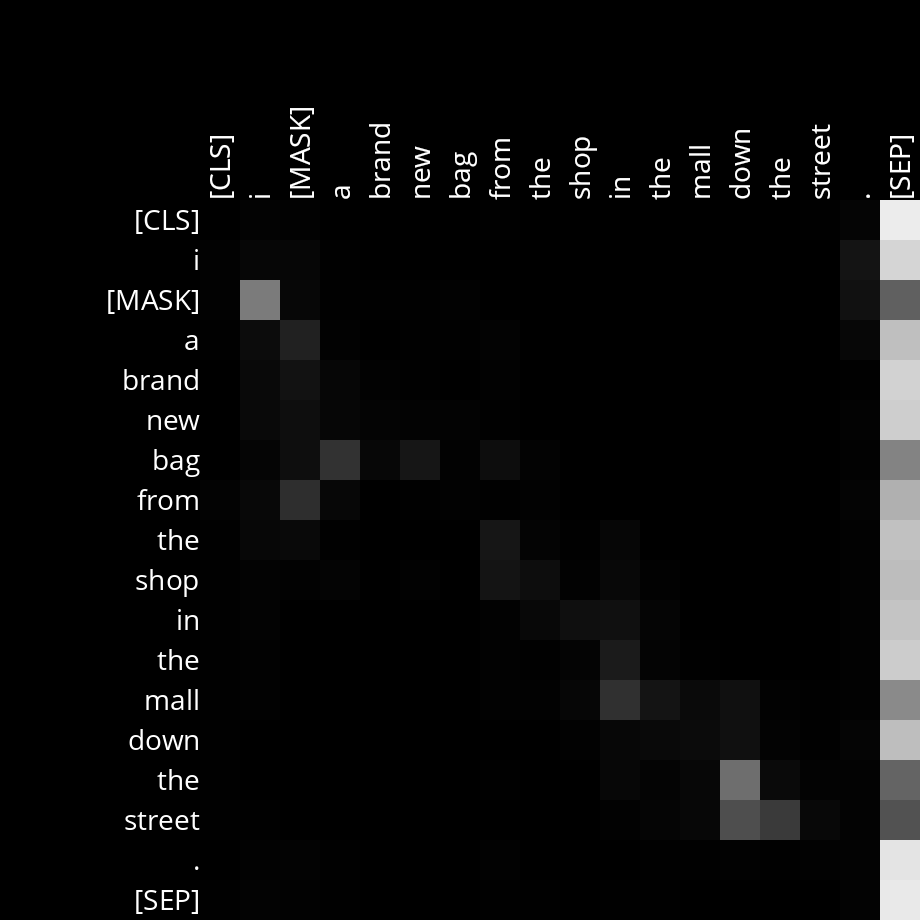 [CLS] i [MASK] a brand new bag from the shop in the mall down the street . [SEP]
[CLS]
i
[MASK]
a
brand
new
bag
from
the
shop
in
the
mall
down
the
street
.
[SEP]